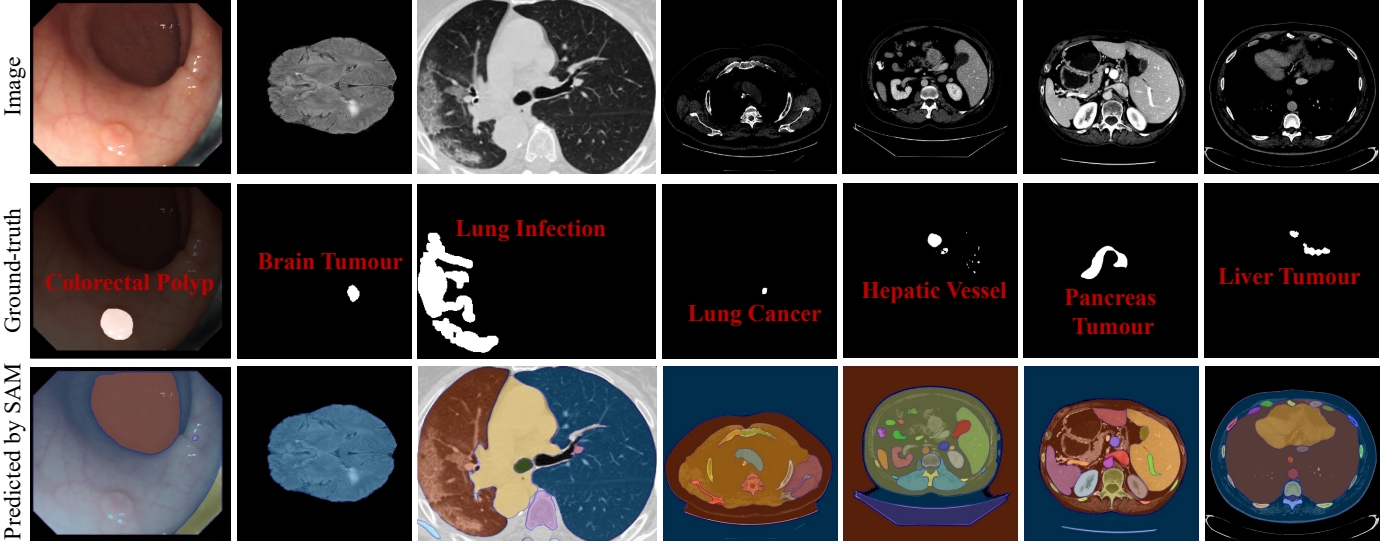 Image
Ground-truth
Colorectal Polyp
Brain Tumour
Lung Infection
Lung Cancer
Hepatic Vessel
Pancreas
Tumour
Liver Tumour
Predicted by SAM